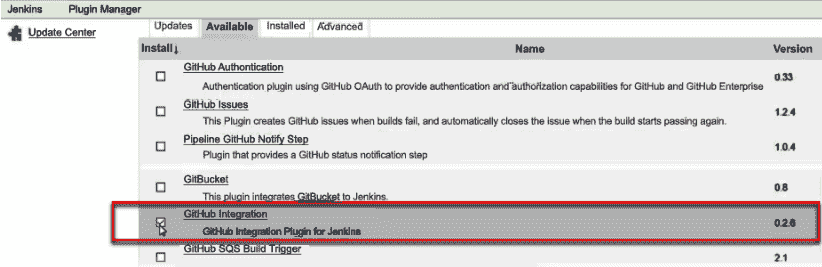 Jenkins Plugin Manager
Updates Available Installed Advanced
Update Center
Install↓ Name Version
GitHub Authontication 0.33
Authentication plugin using GitHub OAuth to provide authentication and authorization capabilities for GitHub and GitHub Enterprise
GitHub Issues 1.2.4
This Plugin creates GitHub issues when builds fail, and automatically closes the issue when the build starts passing again.
Pipeline GitHub Notify Step 1.0.4
Plugin that provides a GitHub status notification step
GitBucket 0.8
This plugin integrates GitBucket to Jenkins.
GitHub Integration 0.2.6
GitHub Integration Plugin for Jenkins
GitHub SQS Build Trigger 2.1